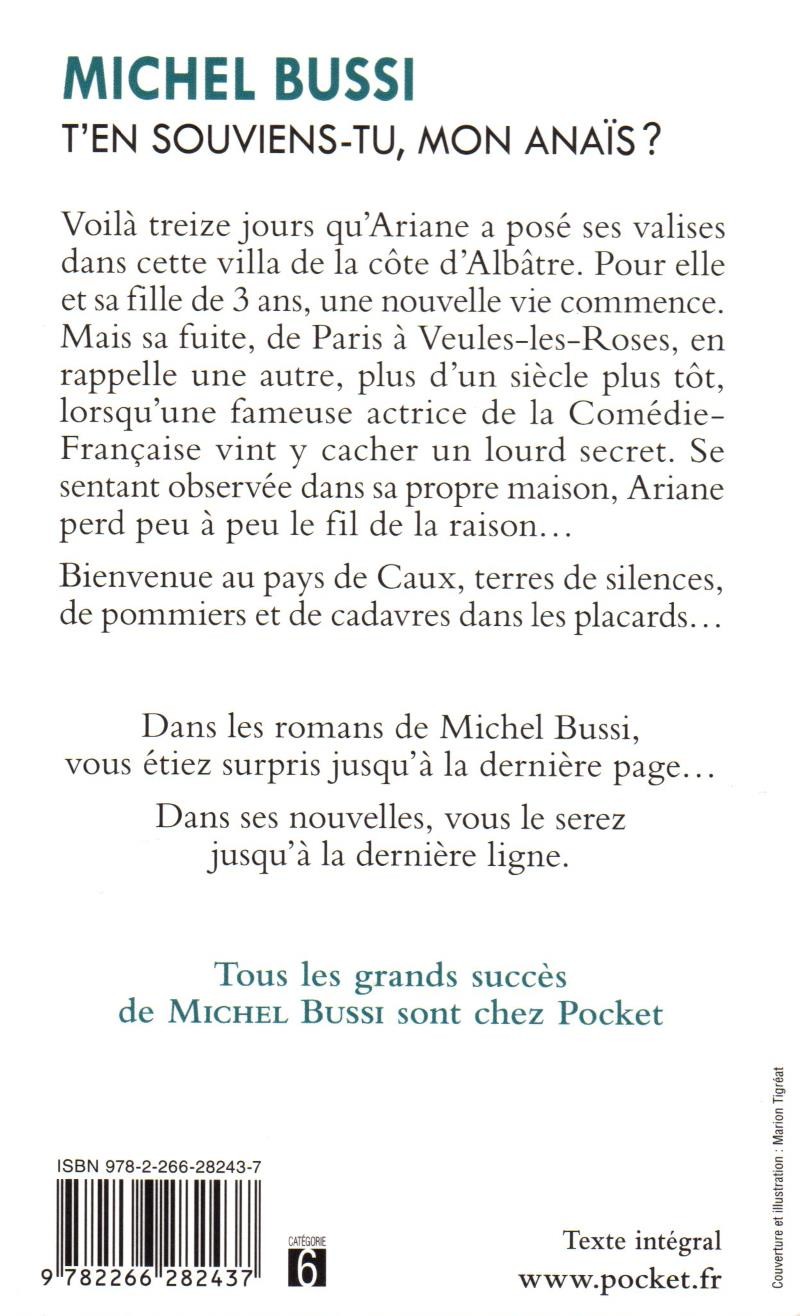 MICHEL BUSSI
T'EN SOUVIENS-TU, MON ANAÏS ?
Voilà treize jours qu'Ariane a posé ses valises
dans cette villa de la côte d'Albâtre. Pour elle
et sa fille de 3 ans, une nouvelle vie commence.
Mais sa fuite, de Paris à Veules-les-Roses, en
rappelle une autre, plus d'un siècle plus tôt,
lorsqu'une fameuse actrice de la Comédie-
Française vint y cacher un lourd secret. Se
sentant observée dans sa propre maison, Ariane
perd peu à peu le fil de la raison...
Bienvenue au pays de Caux, terres de silences,
de pommiers et de cadavres dans les placards...
Dans les romans de Michel Bussi,
vous étiez surpris jusqu'à la dernière page...
Dans ses nouvelles, vous le serez
jusqu'à la dernière ligne.
Tous les grands succès
de MICHEL BUSSI sont chez Pocket
ISBN 978-2-266-28243-7
9 782266 282437
CATÉGORIE
6
Texte intégral
www.pocket.fr
Couverture et illustration : Marion Tigréat